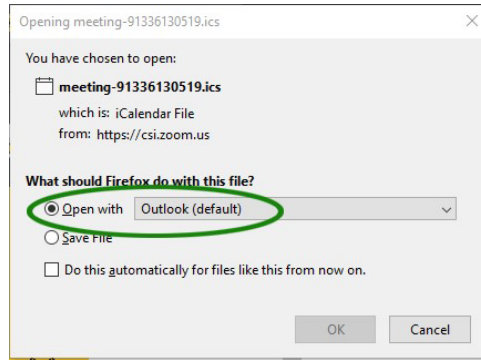 Opening meeting-91336130519.ics
You have chosen to open:
meeting-91336130519.ics
which is: iCalendar File
from: https://csi.zoom.us
What should Firefox do with this file?
Open with Outlook (default)
Save File
Do this automatically for files like this from now on.
OK Cancel